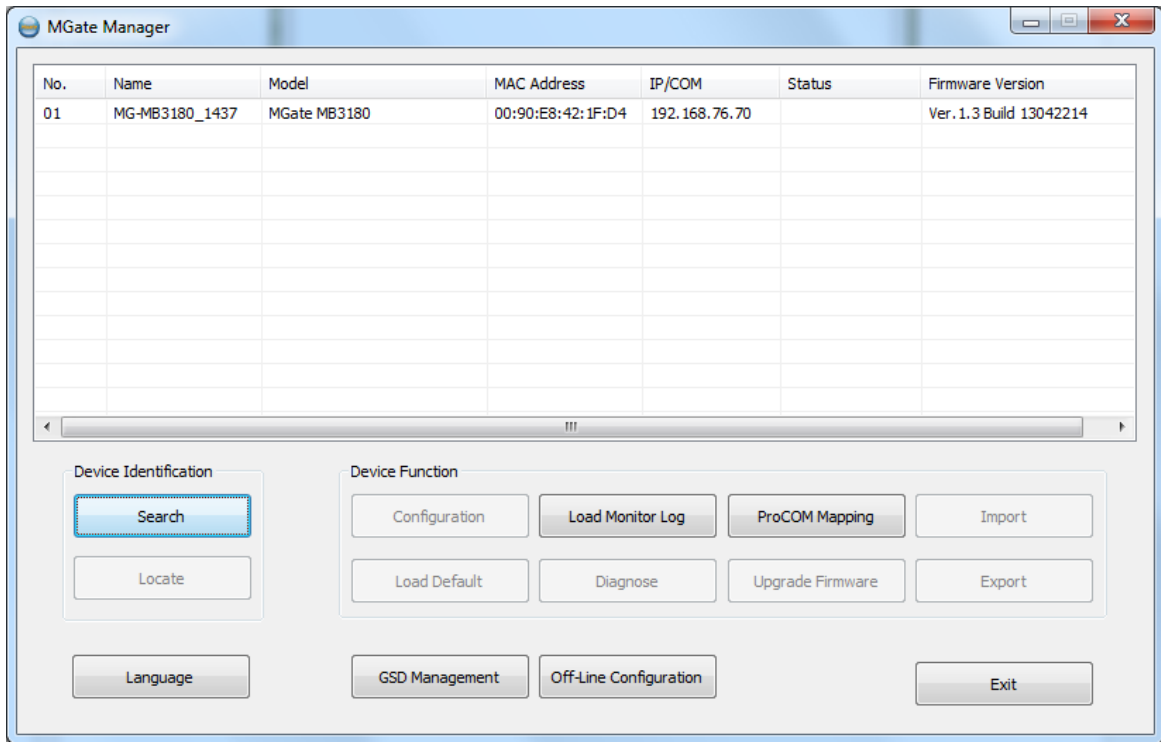 MGate Manager
No. Name Model MAC Address IP/COM Status Firmware Version
01 MG-MB3180_1437 MGate MB3180 00:90:E8:42:1F:D4 192.168.76.70 Ver.1.3 Build 13042214
Device Identification Device Function
Search Configuration Load Monitor Log ProCOM Mapping Import
Locate Load Default Diagnose Upgrade Firmware Export
Language GSD Management Off-Line Configuration Exit